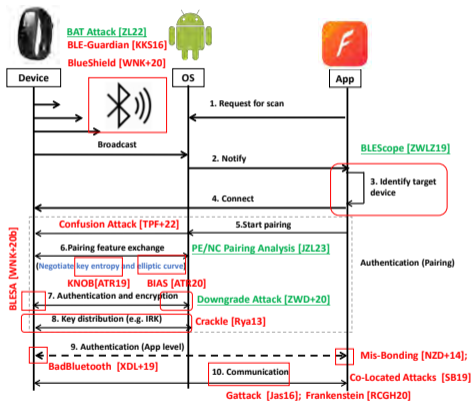 BAT Attack [ZL22]
BLE-Guardian [KKS16]
BlueShield [WNK+20]
Device
OS
App
1. Request for scan
Broadcast
BLEScope [ZWLZ19]
2. Notify
3. Identify target
device
4. Connect
Confusion Attack [TPF+22]
5.Start pairing
6.Pairing feature exchange
PE/NC Pairing Analysis [JZL23]
(Negotiate key entropy and elliptic curve)
Authentication (Pairing)
KNOB[ATR19]
BIAS [ATR20]
BLESA [WNK+20b]
7. Authentication and encryption
Downgrade Attack [ZWD+20]
8. Key distribution (e.g. IRK)
Crackle [Rya13]
9. Authentication (App level)
Mis-Bonding [NZD+14];
BadBluetooth [XDL+19]
10. Communication
Co-Located Attacks [SB19]
Gattack [Jas16]; Frankenstein [RCGH20]